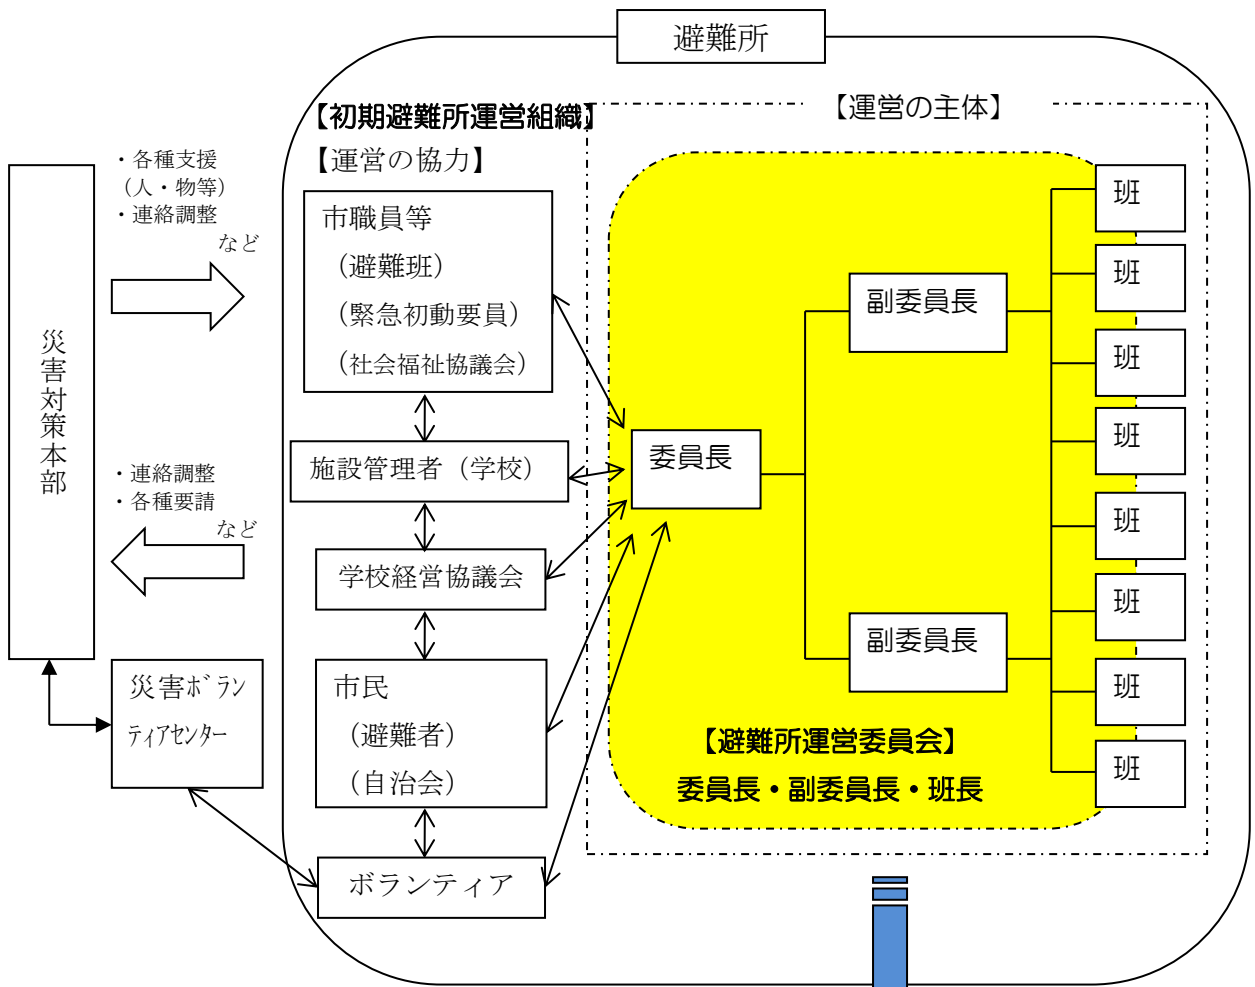 避難所
【初期避難所運営組織】
【運営の協力】
【運営の主体】
災害対策本部
・各種支援
（人・物等）
・連絡調整
など
・連絡調整
・各種要請
など
災害ボラン
ティアセンター
市職員等
（避難班）
（緊急初動要員）
（社会福祉協議会）
施設管理者（学校）
学校経営協議会
市民
（避難者）
（自治会）
ボランティア
委員長
副委員長
副委員長
班
班
班
班
班
班
班
班
【避難所運営委員会】
委員長・副委員長・班長